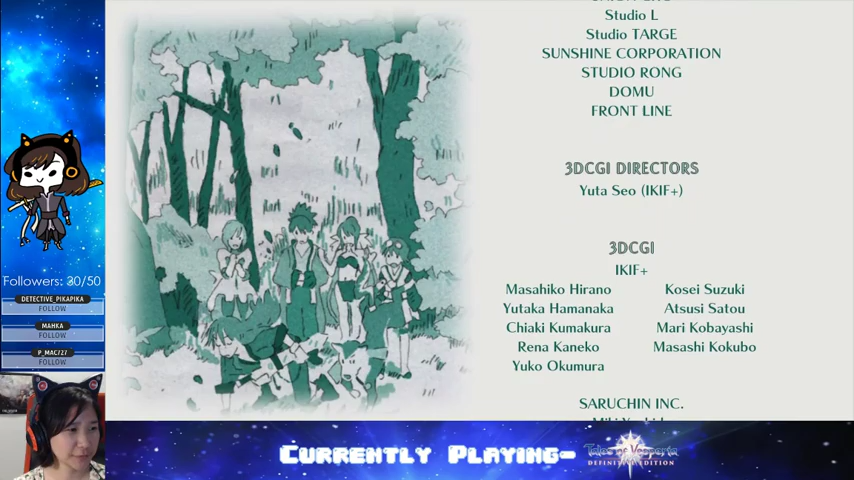 Studio L
Studio TARGE
SUNSHINE CORPORATION
STUDIO RONG
DOMU
FRONT LINE
3DCGI DIRECTORS
Yuta Seo (IKIF+)
3DCGI
IKIF+
Masahiko Hirano Kosei Suzuki
Yutaka Hamanaka Atsusi Satou
Chiaki Kumakura Mari Kobayashi
Rena Kaneko Masashi Kokubo
Yuko Okumura
SARUCHIN INC.
Followers: 30/50
DETECTIVE_PIKAPIKA
FOLLOW
MAHKA
FOLLOW
P_MAC727
FOLLOW
Currently Playing-
Tales of Vesperia
DEFINITIVE EDITION